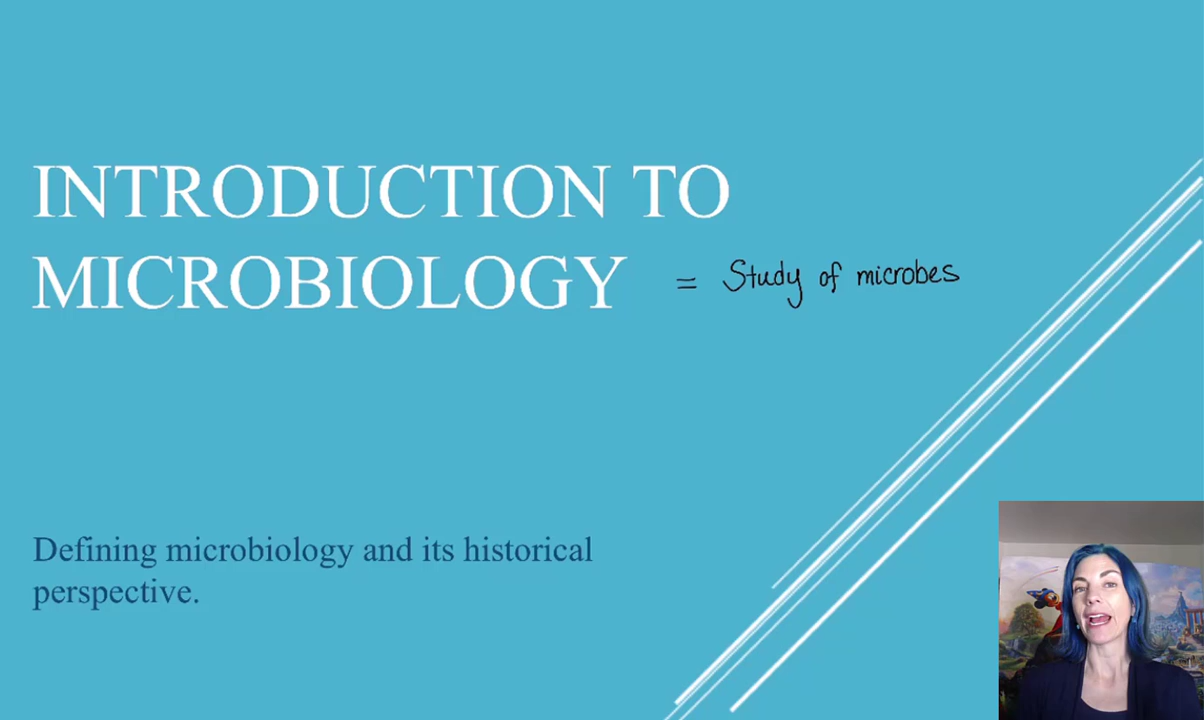 INTRODUCTION TO
MICROBIOLOGY = Study of microbes
Defining microbiology and its historical
perspective.